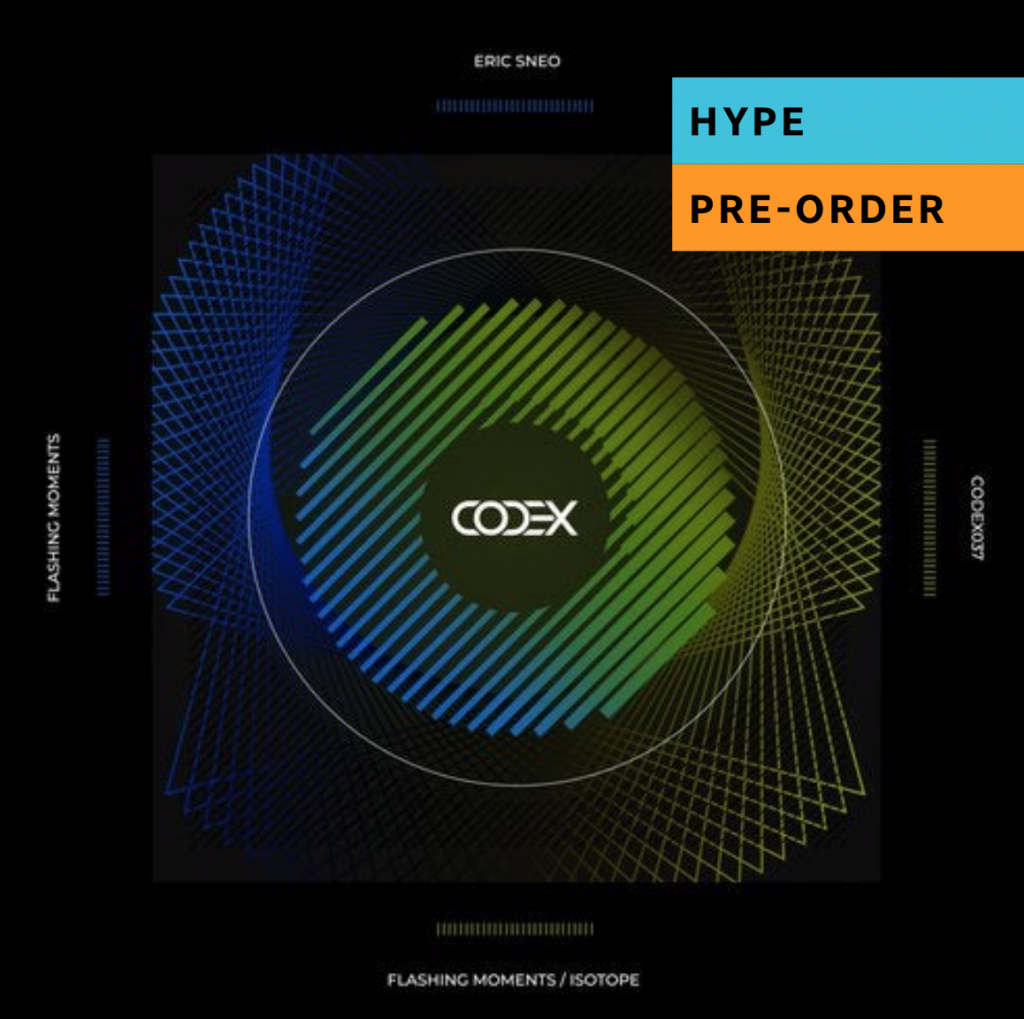 ERIC SNEO
HYPE
PRE-ORDER
FLASHING MOMENTS
CODEX
CODEX037
FLASHING MOMENTS / ISOTOPE